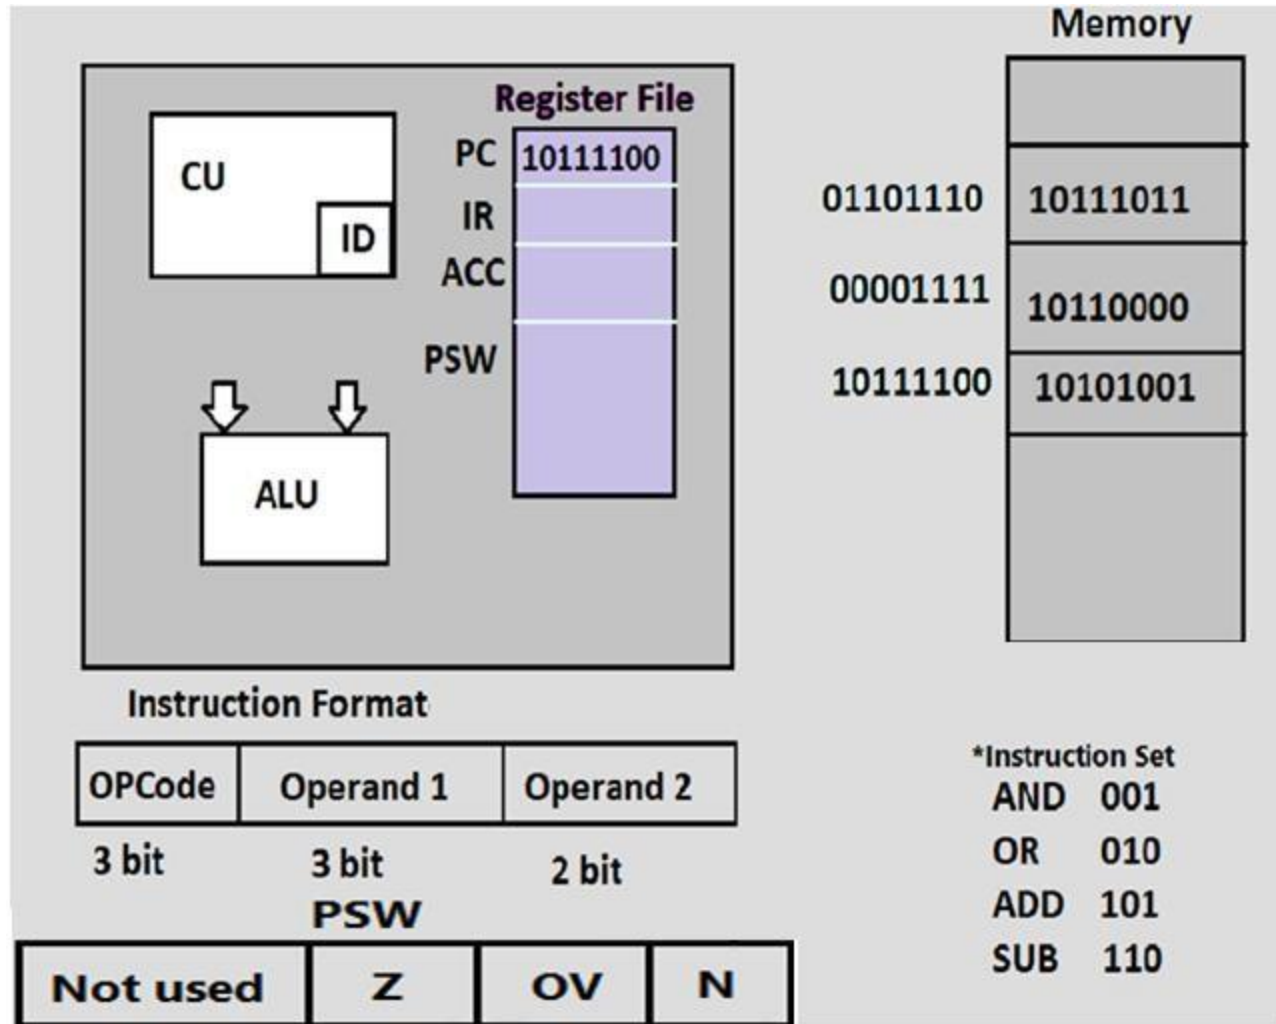 Memory
Register File
CU
ID
PC 10111100
IR
ACC
PSW
ALU
01101110 10111011
00001111 10110000
10111100 10101001
Instruction Format
OPCode Operand 1 Operand 2
3 bit 3 bit 2 bit
PSW
Not used Z OV N
*Instruction Set
AND 001
OR 010
ADD 101
SUB 110